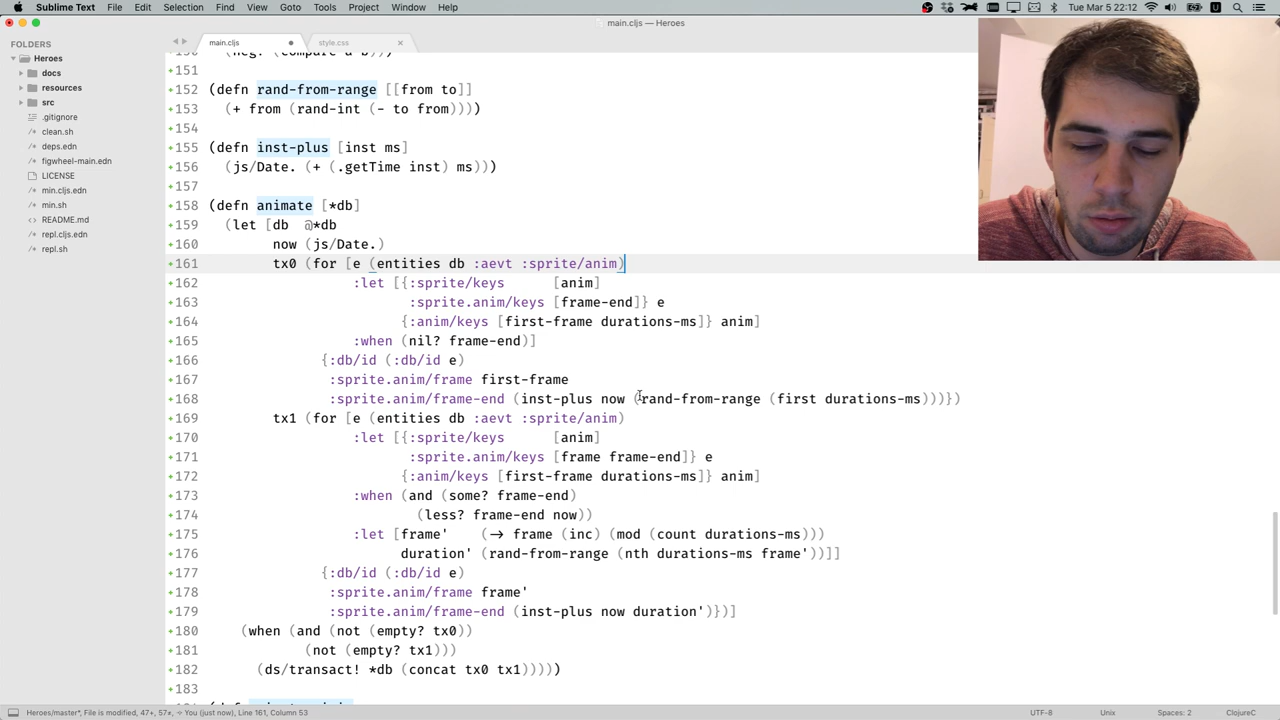 Sublime Text File Edit Selection Find View Goto Tools Project Window Help
Tue Mar 5 22:12
main.cljs — Heroes
FOLDERS
Heroes
docs
resources
src
.gitignore
clean.sh
deps.edn
figwheel-main.edn
LICENSE
min.cljs.edn
min.sh
README.md
repl.cljs.edn
repl.sh
main.cljs
style.css
151
152 (defn rand-from-range [[from to]]
153 (+ from (rand-int (- to from))))
154
155 (defn inst-plus [inst ms]
156 (js/Date. (+ (.getTime inst) ms)))
157
158 (defn animate [*db]
159 (let [db @*db
160 now (js/Date.)
161 tx0 (for [e (entities db :aevt :sprite/anim)
162 :let [{:sprite/keys [anim]
163 :sprite.anim/keys [frame-end]} e
164 {:anim/keys [first-frame durations-ms]} anim]
165 :when (nil? frame-end)]
166 {:db/id (:db/id e)
167 :sprite.anim/frame first-frame
168 :sprite.anim/frame-end (inst-plus now (rand-from-range (first durations-ms)))})
169 tx1 (for [e (entities db :aevt :sprite/anim)
170 :let [{:sprite/keys [anim]
171 :sprite.anim/keys [frame frame-end]} e
172 {:anim/keys [first-frame durations-ms]} anim]
173 :when (and (some? frame-end)
174 (less? frame-end now))
175 :let [frame' (-> frame (inc) (mod (count durations-ms)))
176 duration' (rand-from-range (nth durations-ms frame'))]]
177 {:db/id (:db/id e)
178 :sprite.anim/frame frame'
179 :sprite.anim/frame-end (inst-plus now duration')})]
180 (when (and (not (empty? tx0))
181 (not (empty? tx1)))
182 (ds/transact! *db (concat tx0 tx1)))))
183
Heroes/master*, File is modified, 47+, 57≠, You (just now), Line 161, Column 53
UTF-8
Unix
Spaces: 2
ClojureC